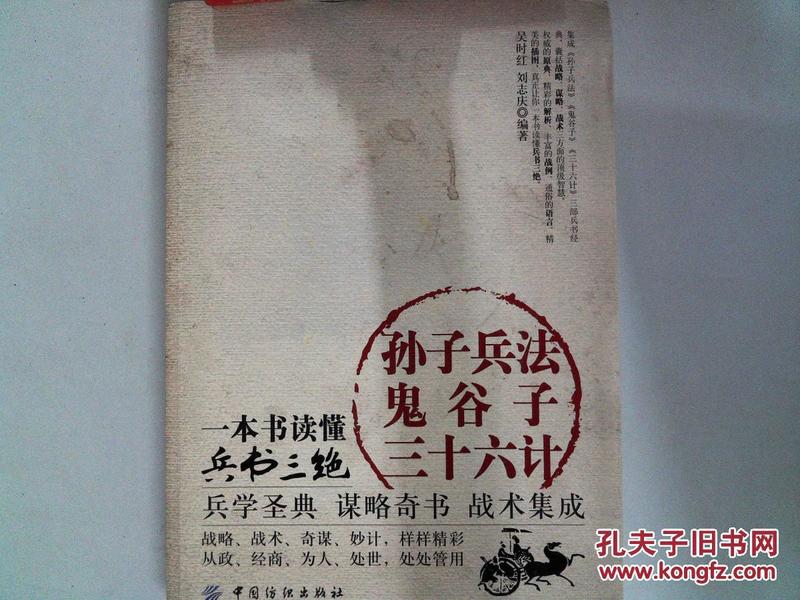 集成《孙子兵法》《鬼谷子》《三十六计》三部兵书经
典，囊括战略、谋略、战术三方面的顶级智慧。
权威的原典、精彩的解析、丰富的战例、通俗的语言、精
美的插图，真正让你一本书读懂兵书三绝。
吴时红 刘志庆◎编著
孙子兵法
鬼谷子
三十六计
一本书读懂
兵书三绝
兵学圣典 谋略奇书 战术集成
战略、战术、奇谋、妙计，样样精彩
从政、经商、为人、处世，处处管用
中国纺织出版社
孔夫子旧书网
www.kongfz.com